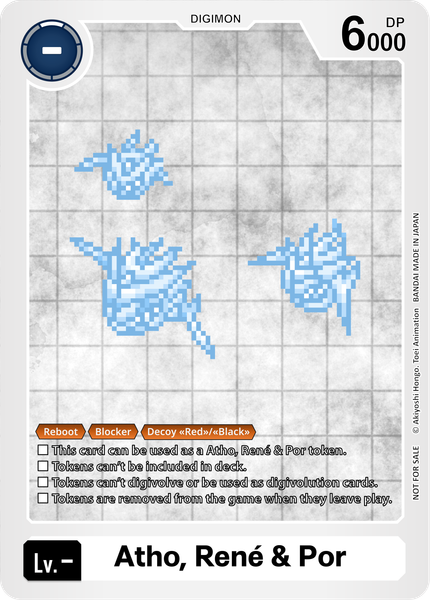 DIGIMON
-
6000 DP
Reboot Blocker Decoy «Red»/«Black»
□ This card can be used as a Atho, René & Por token.
□ Tokens can't be included in deck.
□ Tokens can't digivolve or be used as digivolution cards.
□ Tokens are removed from the game when they leave play.
NOT FOR SALE © Akiyoshi Hongo. Toei Animation BANDAI MADE IN JAPAN
Lv.-
Atho, René & Por